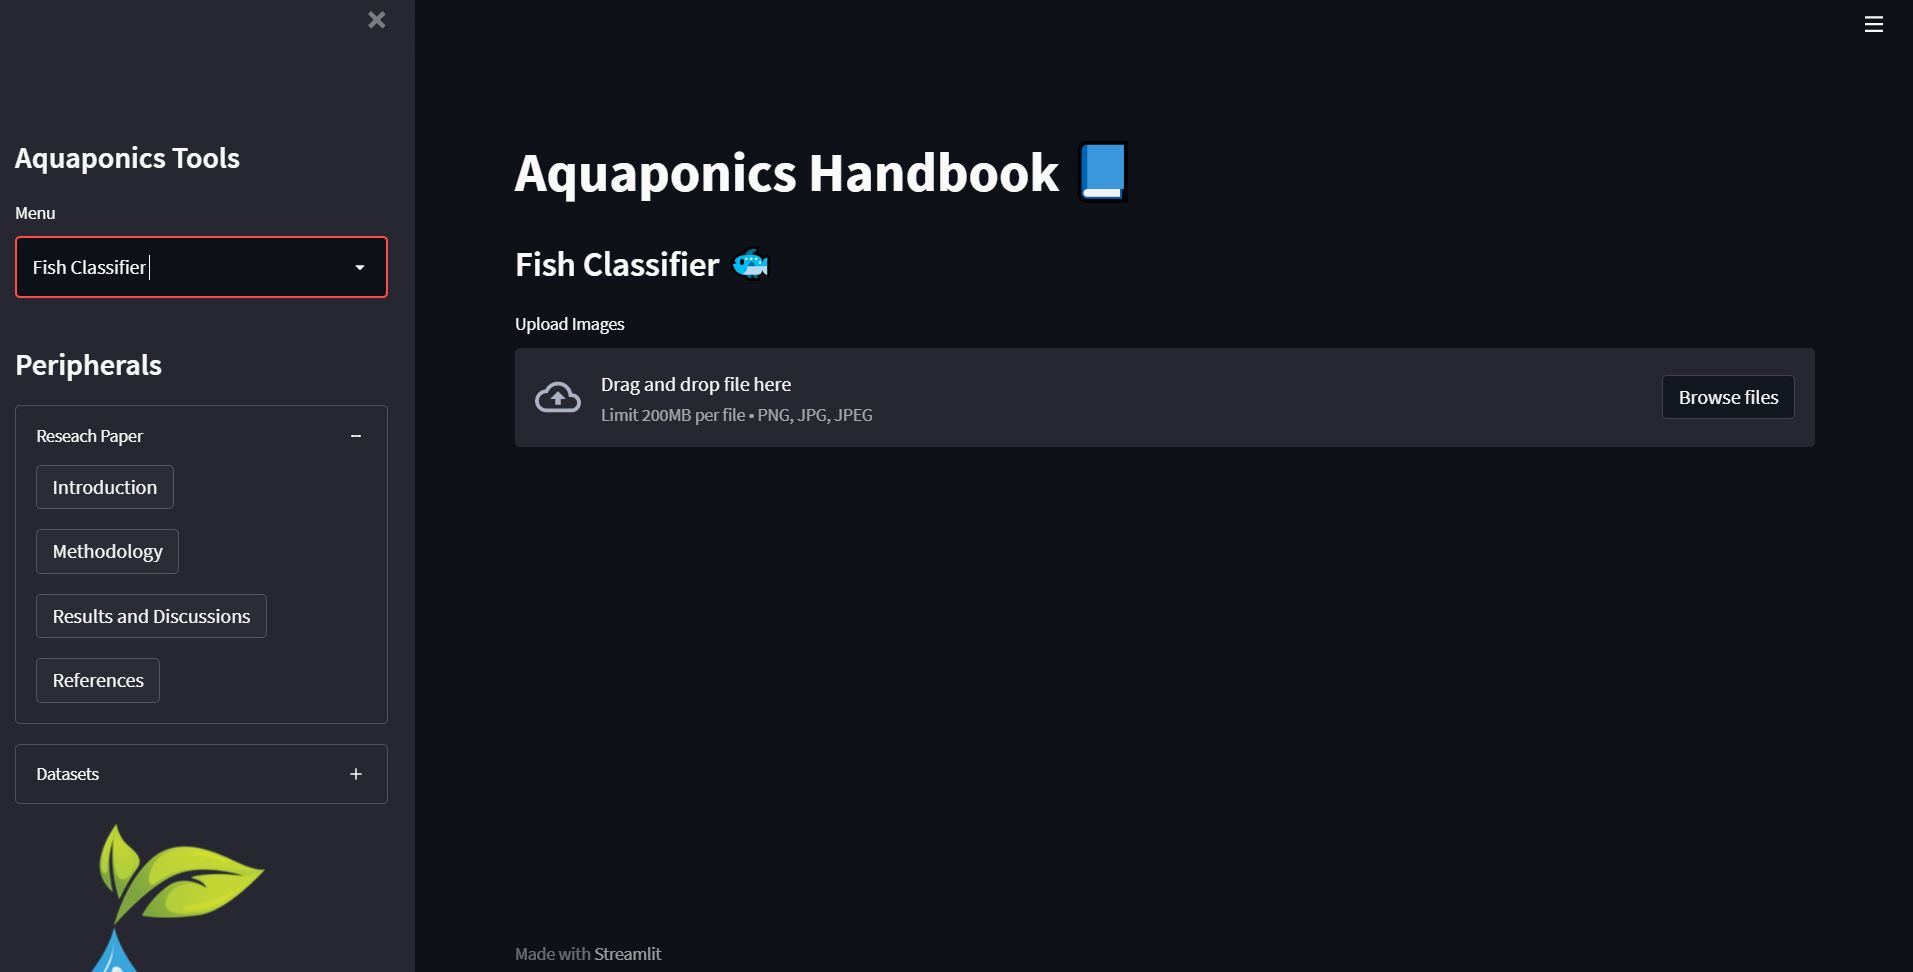 Aquaponics Tools
Menu
Fish Classifier
Peripherals
Reseach Paper
Introduction
Methodology
Results and Discussions
References
Datasets
Aquaponics Handbook
Fish Classifier
Upload Images
Drag and drop file here
Limit 200MB per file • PNG, JPG, JPEG
Browse files
Made with Streamlit